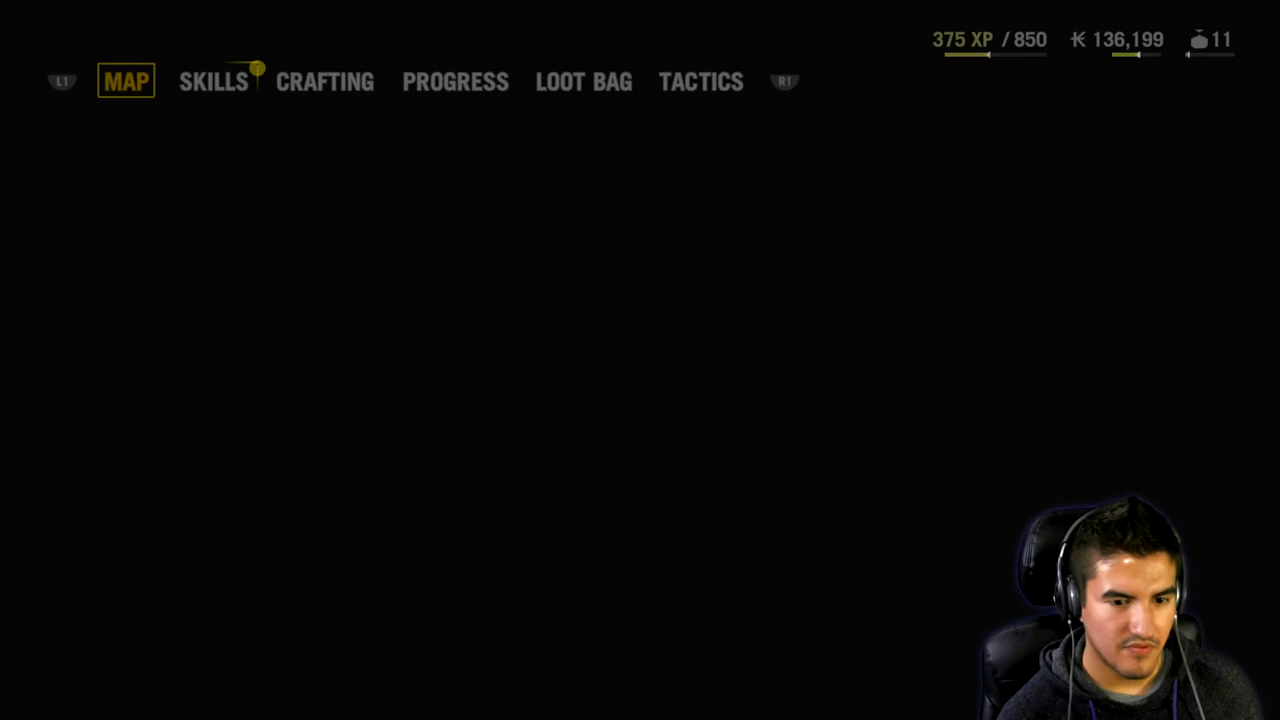 375 XP / 850 ₭ 136,199 11
L1 MAP SKILLS CRAFTING PROGRESS LOOT BAG TACTICS R1